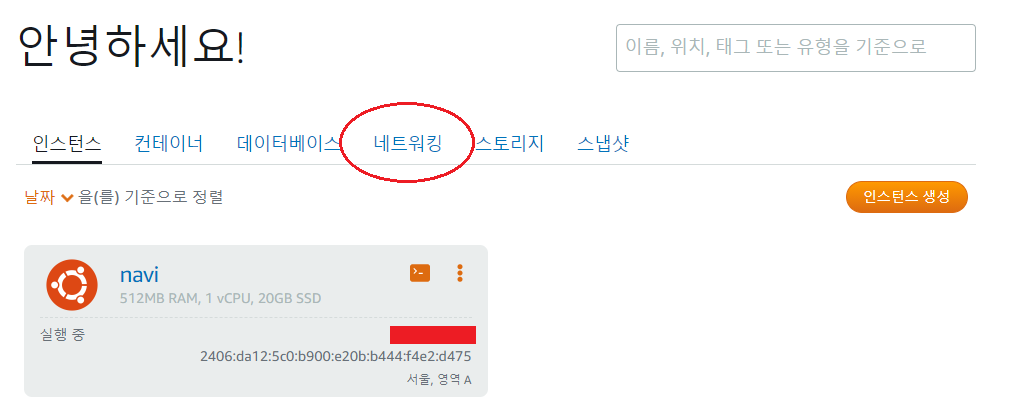 안녕하세요!
이름, 위치, 태그 또는 유형을 기준으로
인스턴스 컨테이너 데이터베이스 네트워킹 스토리지 스냅샷
날짜 을(를) 기준으로 정렬
인스턴스 생성
navi
512MB RAM, 1 vCPU, 20GB SSD
실행 중
2406:da12:5c0:b900:e20b:b444:f4e2:d475
서울, 영역 A